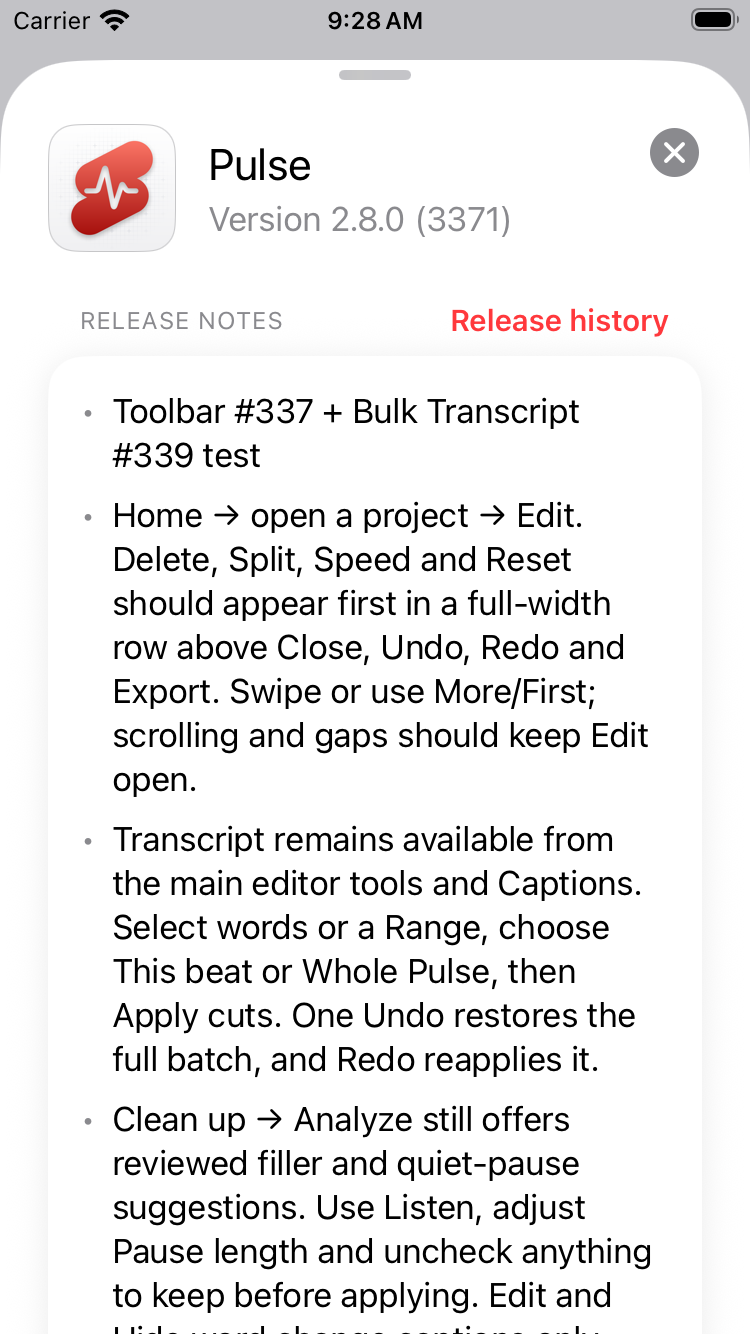 Carrier
9:28 AM
Pulse
Version 2.8.0 (3371)
RELEASE NOTES
Release history
• Toolbar #337 + Bulk Transcript
#339 test
• Home → open a project → Edit.
Delete, Split, Speed and Reset
should appear first in a full-width
row above Close, Undo, Redo and
Export. Swipe or use More/First;
scrolling and gaps should keep Edit
open.
• Transcript remains available from
the main editor tools and Captions.
Select words or a Range, choose
This beat or Whole Pulse, then
Apply cuts. One Undo restores the
full batch, and Redo reapplies it.
• Clean up → Analyze still offers
reviewed filler and quiet-pause
suggestions. Use Listen, adjust
Pause length and uncheck anything
to keep before applying. Edit and
Hide word change captions only